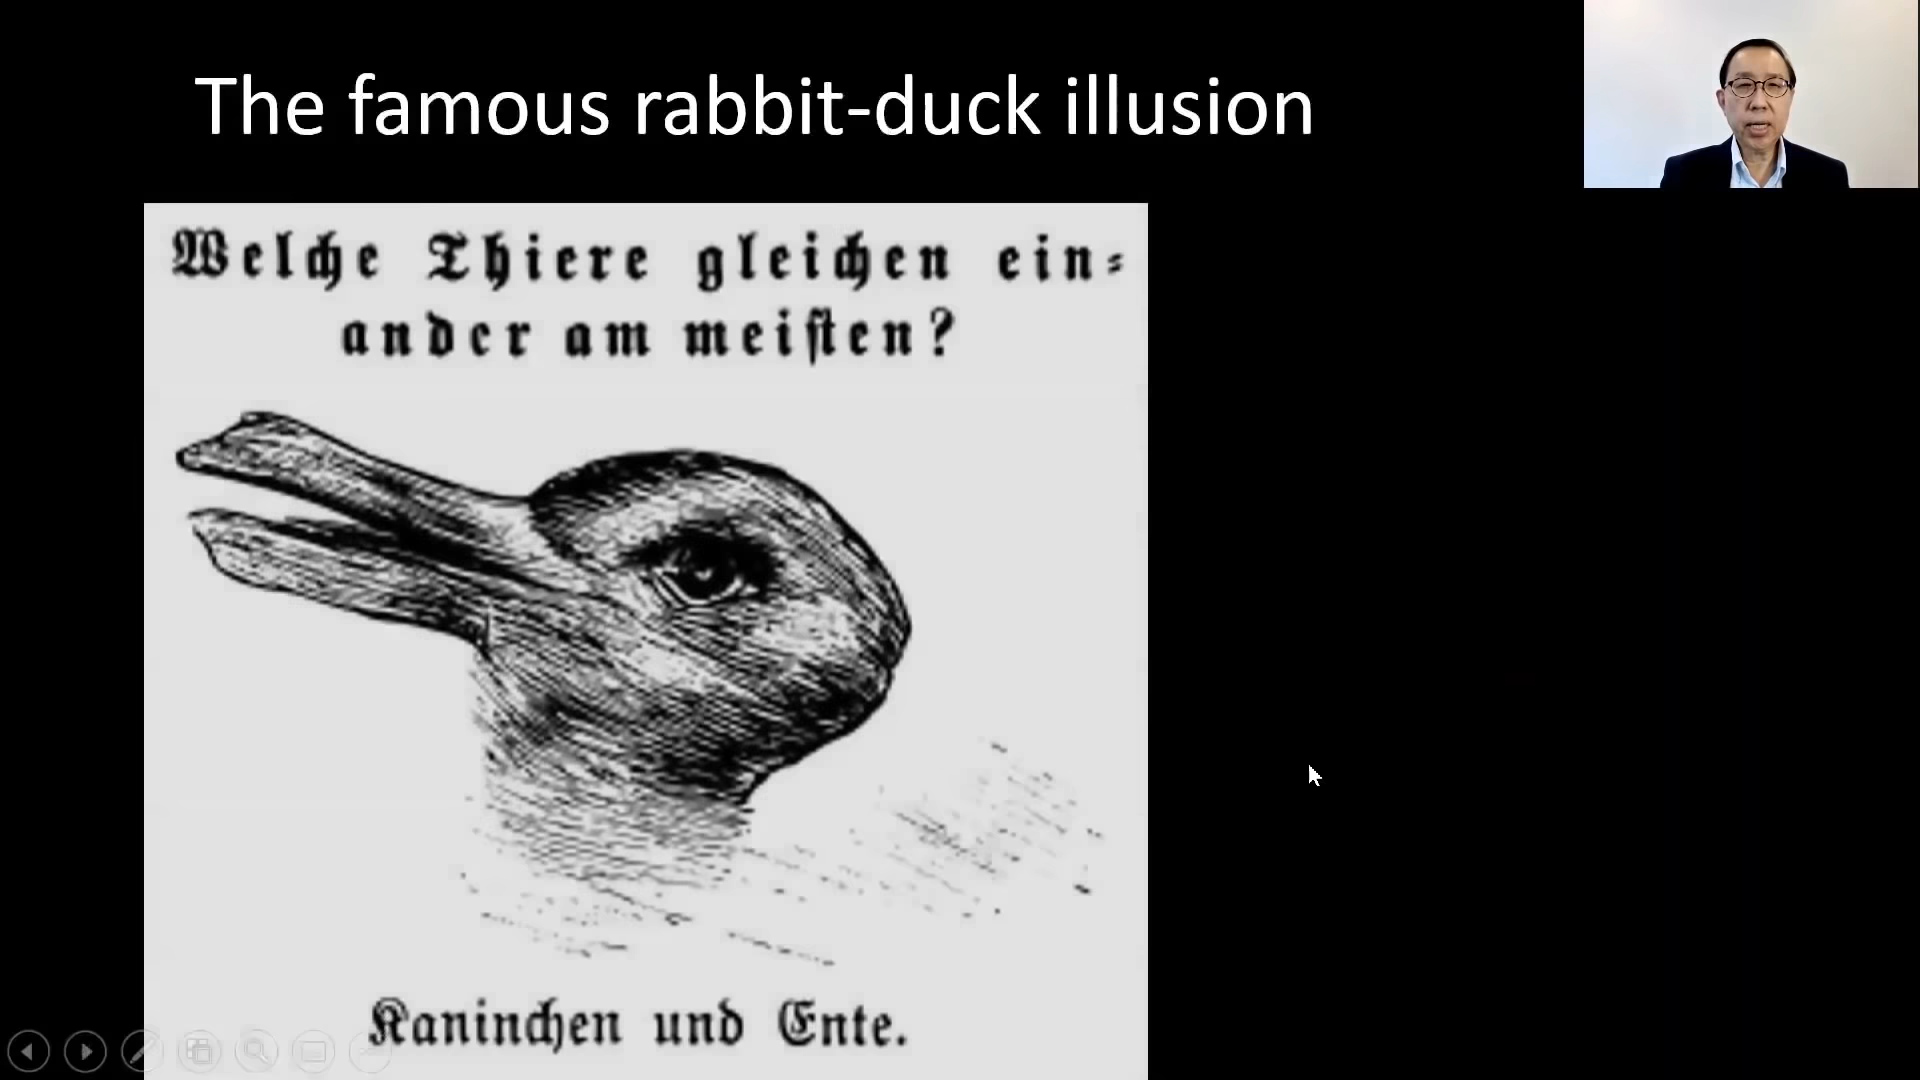 The famous rabbit-duck illusion
Welche Thiere gleichen ein⸗
ander am meiſten?
Kaninchen und Ente.